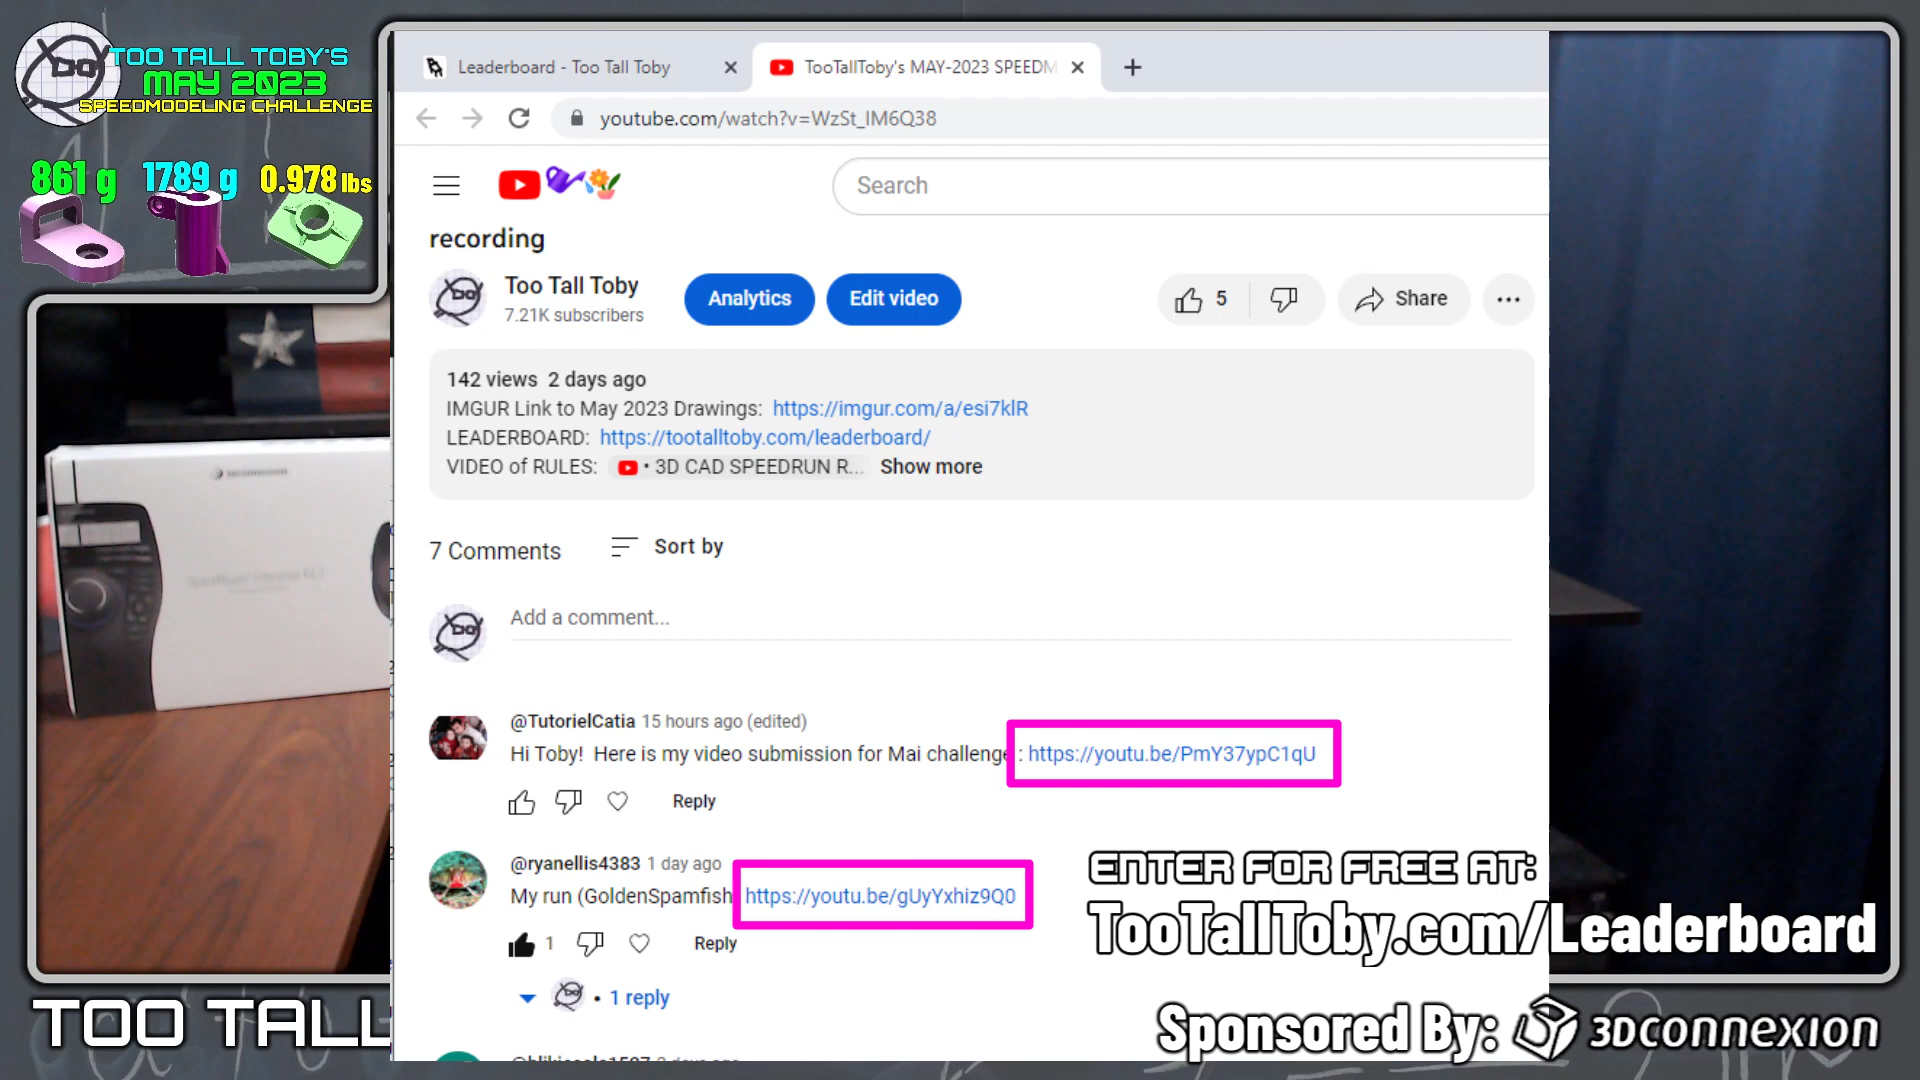 TOO TALL TOBY'S
MAY 2023
SPEEDMODELING CHALLENGE
861 g
1789 g
0.978 lbs
Leaderboard - Too Tall Toby
TooTallToby's MAY-2023 SPEEDM
youtube.com/watch?v=WzSt_IM6Q38
Search
recording
Too Tall Toby
7.21K subscribers
Analytics
Edit video
5
Share
142 views 2 days ago
IMGUR Link to May 2023 Drawings: https://imgur.com/a/esi7klR
LEADERBOARD: https://tootalltoby.com/leaderboard/
VIDEO of RULES: • 3D CAD SPEEDRUN R... Show more
7 Comments
Sort by
Add a comment...
@TutorielCatia 15 hours ago (edited)
Hi Toby! Here is my video submission for Mai challenge : https://youtu.be/PmY37ypC1qU
Reply
@ryanellis4383 1 day ago
My run (GoldenSpamfish https://youtu.be/gUyYxhiz9Q0
1
Reply
• 1 reply
ENTER FOR FREE AT:
TooTallToby.com/Leaderboard
TOO TALL
Sponsored By: 3Dconnexion
3Dconnexion